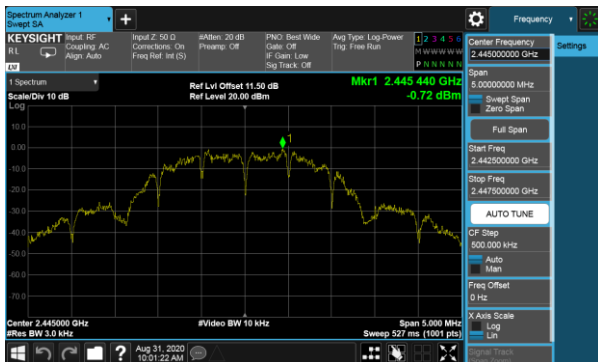 Spectrum Analyzer 1
Swept SA
+
Frequency
KEYSIGHT
RL
LXI
Input: RF
Coupling: AC
Align: Auto
Input Z: 50 Ω
Corrections: On
Freq Ref: Int (S)
#Atten: 20 dB
Preamp: Off
PNO: Best Wide
Gate: Off
IF Gain: Low
Sig Track: Off
Avg Type: Log-Power
Trig: Free Run
1 2 3 4 5 6
M W W W W W
P N N N N N
1 Spectrum
Scale/Div 10 dB
Log
Ref Lvl Offset 11.50 dB
Ref Level 20.00 dBm
Mkr1 2.445 440 GHz
-0.72 dBm
10.0
0.00
-10.0
-20.0
-30.0
-40.0
-50.0
-60.0
-70.0
1
Center 2.445000 GHz
#Res BW 3.0 kHz
#Video BW 10 kHz
Span 5.000 MHz
Sweep 527 ms (1001 pts)
Center Frequency
2.445000000 GHz
Settings
Span
5.00000000 MHz
Swept Span
Zero Span
Full Span
Start Freq
2.442500000 GHz
Stop Freq
2.447500000 GHz
AUTO TUNE
CF Step
500.000 kHz
Auto
Man
Freq Offset
0 Hz
X Axis Scale
Log
Lin
Signal Track
?
Aug 31, 2020
10:01:22 AM